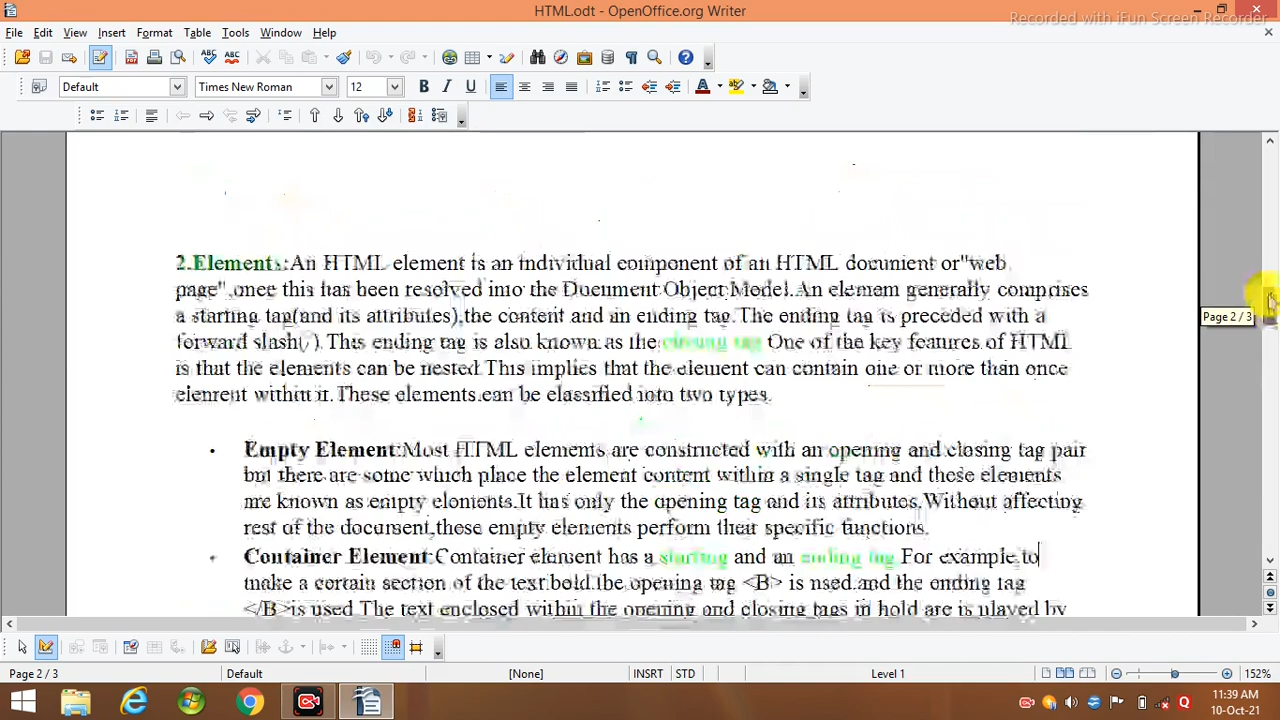 HTML.odt - OpenOffice.org Writer
Recorded with iFun Screen Recorder
File Edit View Insert Format Table Tools Window Help
Default Times New Roman 12
2.Elements:An HTML element is an individual component of an HTML document or"web
page",once this has been resolved into the Document Object Model.An element generally comprises
a starting tag(and its attributes),the content and an ending tag.The ending tag is preceded with a
forward slash(/).This ending tag is also known as the closing tag One of the key features of HTML
is that the elements can be nested This implies that the element can contain one or more than once
element within it.These elements can be classified into two types.
• Empty Element:Most HTML elements are constructed with an opening and closing tag pair
but there are some which place the element content within a single tag and these elements
are known as empty elements.It has only the opening tag and its attributes.Without affecting
rest of the document,these empty elements perform their specific functions.
• Container Element:Container element has a starting and an ending tag.For example to
make a certain section of the text bold the opening tag <B> is used and the ending tag
</B>is used The text enclosed within the opening and closing tags in bold are is played by
Page 2 / 3
Page 2 / 3 Default [None] INSRT STD Level 1 152%
11:39 AM
10-Oct-21